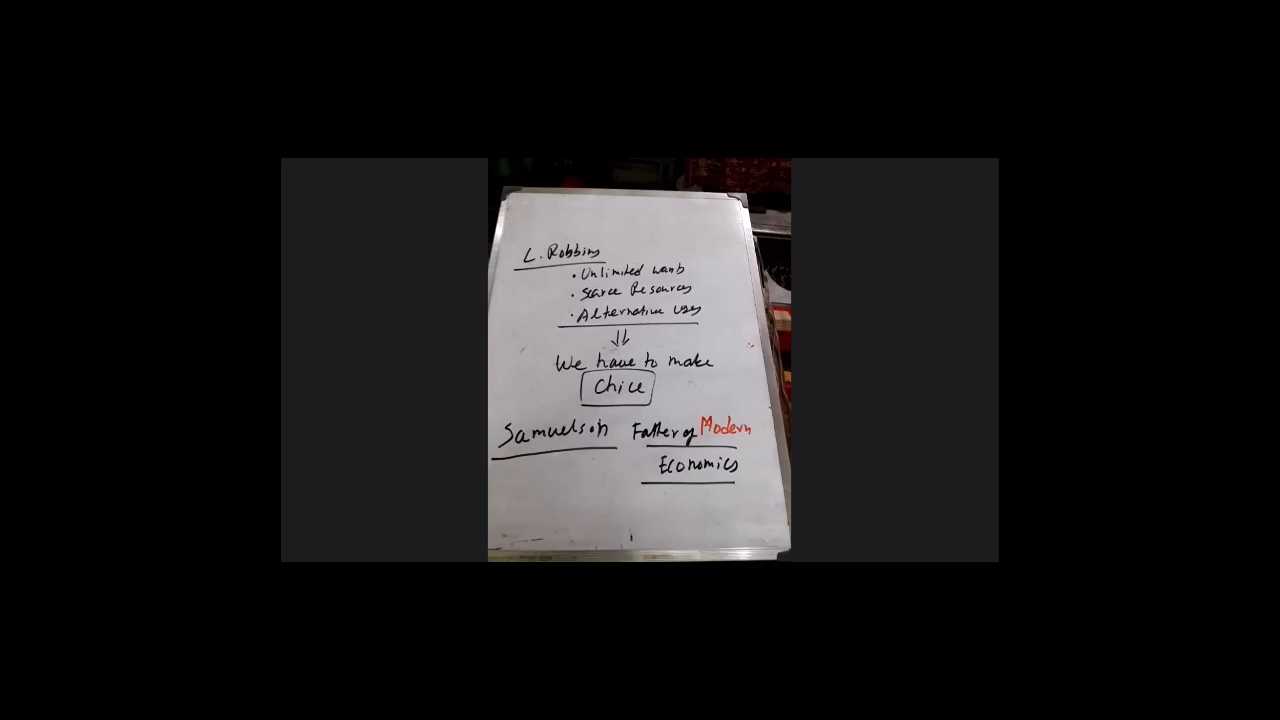 L. Robbins
• Unlimited wants
• Scarce Resources
• Alternative uses
We have to make
Chice
Samuelson Father of Modern
Economics